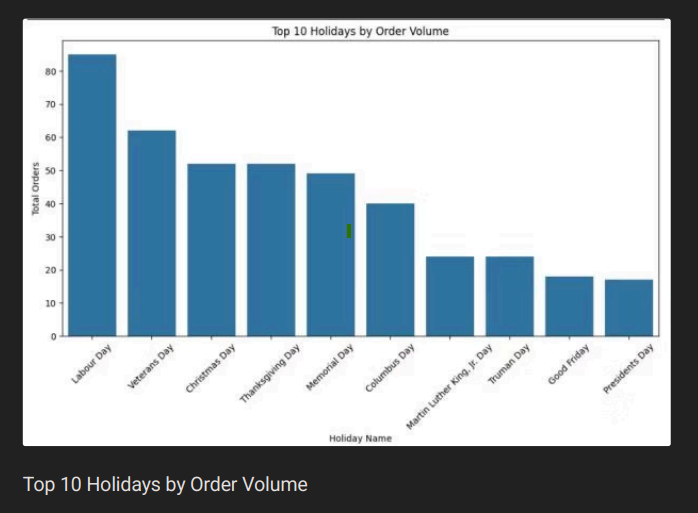 Top 10 Holidays by Order Volume
Total Orders
80
70
60
50
40
30
20
10
0
Labour Day
Veterans Day
Christmas Day
Thanksgiving Day
Memorial Day
Columbus Day
Martin Luther King, Jr. Day
Truman Day
Good Friday
Presidents Day
Holiday Name
Top 10 Holidays by Order Volume